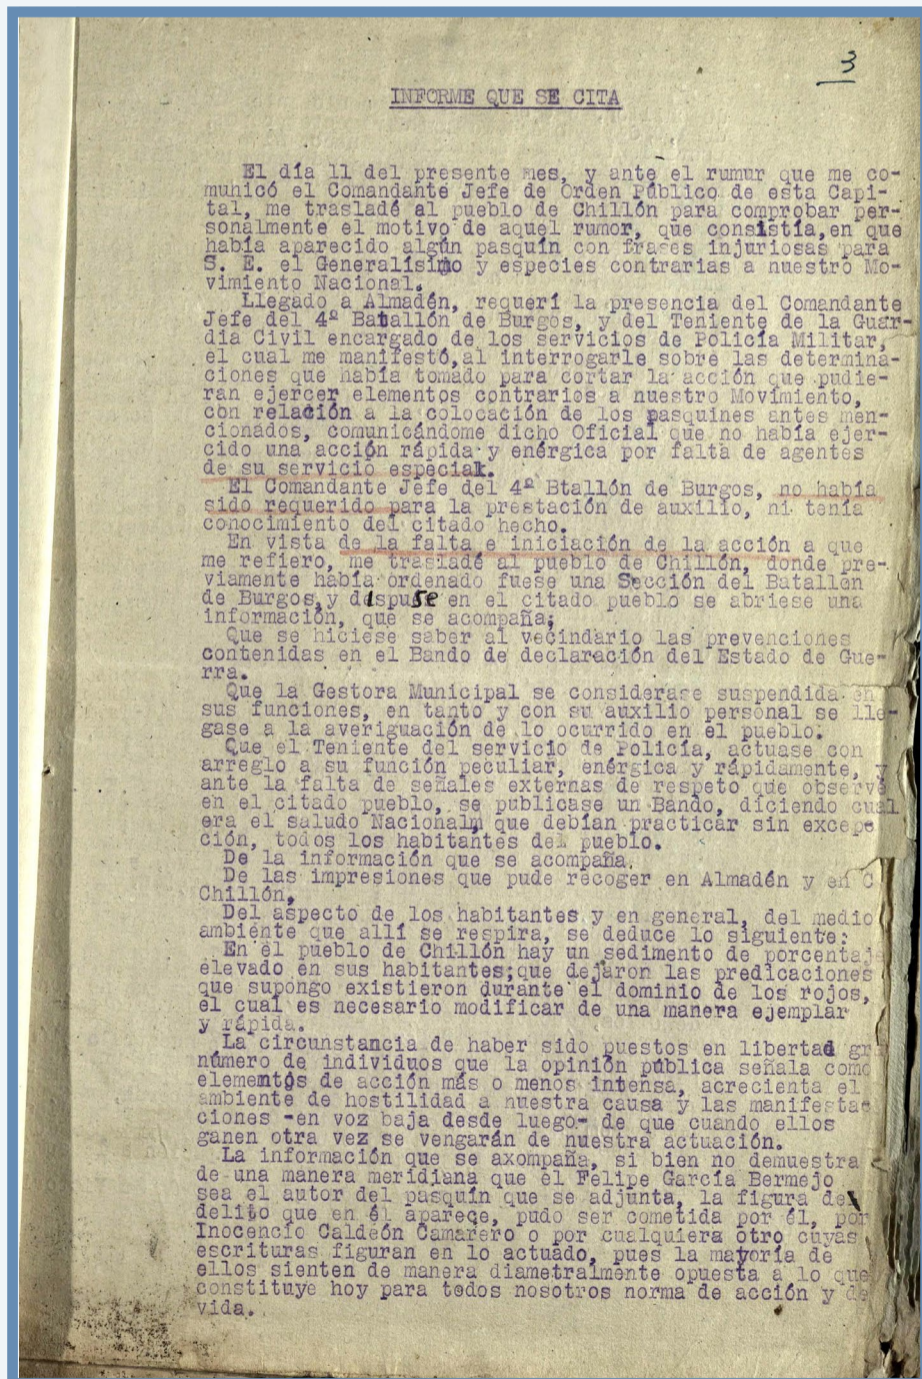 3
INFORME QUE SE CITA
El día 11 del presente mes, y ante el rumur que me co-
municó el Comandante Jefe de Orden Público de esta Capi-
tal, me trasladé al pueblo de Chillón para comprobar per-
sonalmente el motivo de aquel rumor, que consistía,en que
había aparecido algún pasquín con frases injuriosas para
S. E. el Generalísimo y especies contrarias a nuestro Mo-
vimiento Nacional.
Llegado a Almadén, requerí la presencia del Comandante
Jefe del 4º Batallón de Burgos, y del Teniente de la Guar-
dia Civil encargado de los servicios de Policía Militar,
el cual me manifestó,al interrogarle sobre las determina-
ciones que había tomado para cortar la acción que pudie-
ran ejercer elementos contrarios a nuestro Movimiento,
con relación a la colocación de los pasquines antes men-
cionados, comunicándome dicho Oficial que no había ejer-
cido una acción rápida y enérgica por falta de agentes
de su servicio especial.
El Comandante Jefe del 4º Btallón de Burgos, no había
sido requerido para la prestación de auxilio, ni tenía
conocimiento del citado hecho.
En vista de la falta e iniciación de la acción a que
me refiero, me trasladé al pueblo de Chillón, donde pre-
viamente había ordenado fuese una Sección del Batallón
de Burgos,y dispuse en el citado pueblo se abriese una
información, que se acompaña;
Que se hiciese saber al vecindario las prevenciones
contenidas en el Bando de declaración del Estado de Gue-
rra.
Que la Gestora Municipal se considerase suspendida en
sus funciones, en tanto y con su auxilio personal se lle-
gase a la averiguación de lo ocurrido en el pueblo.
Que el Teniente del servicio de Policía, actuase con
arreglo a su función peculiar, enérgica y rápidamente, y
ante la falta de señales externas de respeto que observé
en el citado pueblo, se publicase un Bando, diciendo cual
era el saludo Nacional, que debían practicar sin excep
ción, todos los habitantes del pueblo.
De la información que se acompaña.
De las impresiones que pude recoger en Almadén y en C
Chillón,
Del aspecto de los habitantes y en general, del medio
ambiente que allí se respira, se deduce lo siguiente:
En el pueblo de Chillón hay un sedimento de porcentaje
elevado en sus habitantes;que dejaron las predicaciones
que supongo existieron durante el dominio de los rojos,
el cual es necesario modificar de una manera ejemplar
y rápida.
La circunstancia de haber sido puestos en libertad gr
número de individuos que la opinión pública señala como
elementos de acción más o menos intensa, acrecienta el
ambiente de hostilidad a nuestra causa y las manifesta-
ciones -en voz baja desde luego- de que cuando ellos
ganen otra vez se vengarán de nuestra actuación.
La información que se axompaña, si bien no demuestra
de una manera meridiana que el Felipe García Bermejo
sea el autor del pasquín que se adjunta, la figura del
delito que en él aparece, pudo ser cometida por él, por
Inocencio Caldeón Camarero o por cualquiera otro cuyas
escrituras figuran en lo actuado, pues la mayoría de
ellos sienten de manera diametralmente opuesta a lo que
constituye hoy para todos nosotros norma de acción y de
vida.